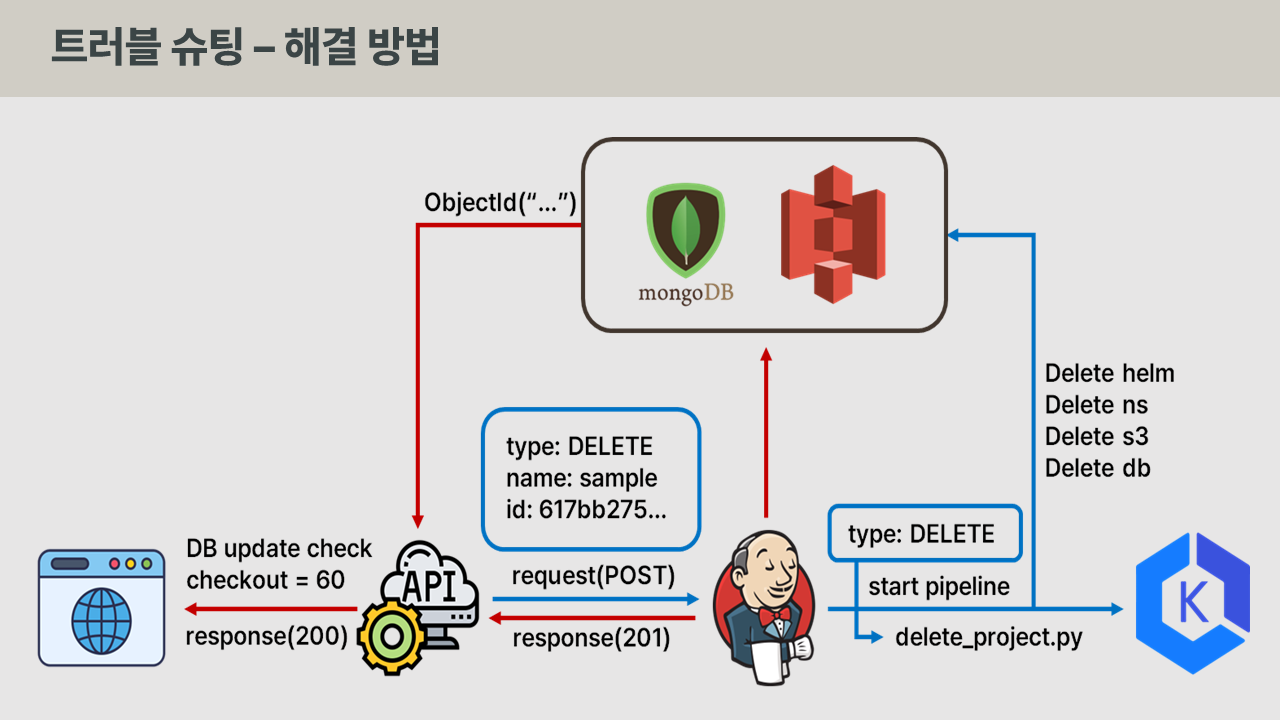 트러블 슈팅 – 해결 방법
ObjectId(“...”)
mongoDB
Delete helm
Delete ns
Delete s3
Delete db
type: DELETE
name: sample
id: 617bb275...
type: DELETE
DB update check
checkout = 60
API
request(POST)
start pipeline
K
response(200)
response(201)
delete_project.py